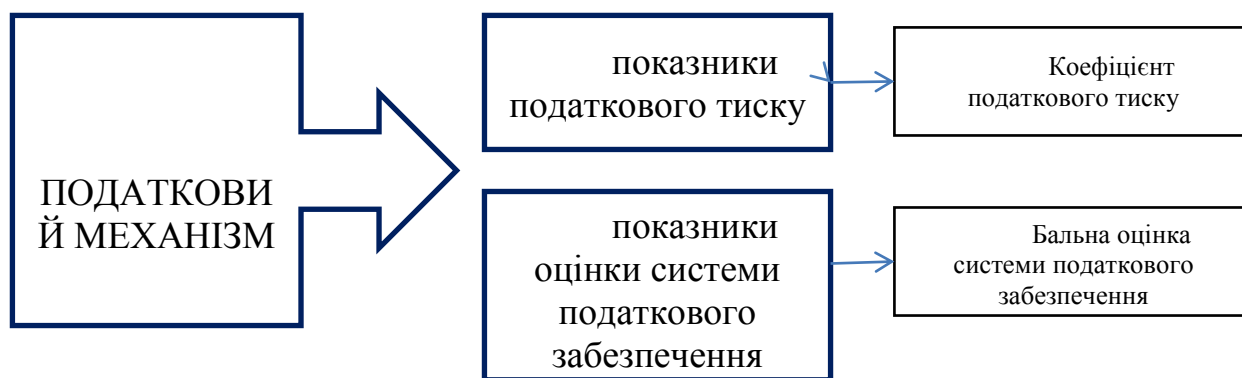 ПОДАТКОВИ
Й МЕХАНІЗМ
показники
податкового тиску
Коефіцієнт
податкового тиску
показники
оцінки системи
податкового
забезпечення
Бальна оцінка
системи податкового
забезпечення